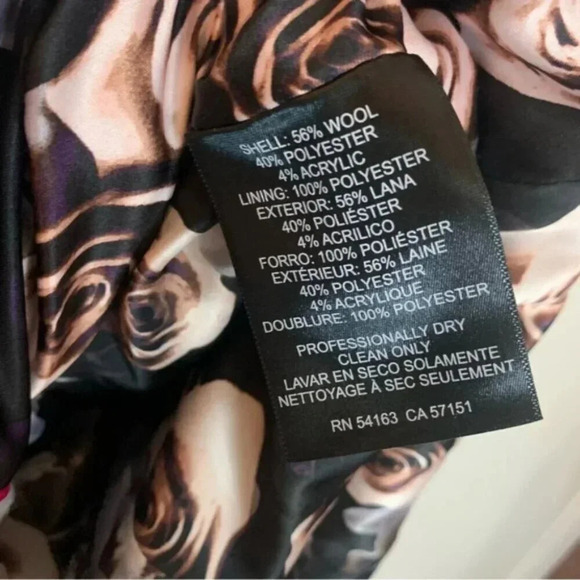 SHELL: 56% WOOL
40% POLYESTER
4% ACRYLIC
LINING: 100% POLYESTER
EXTERIOR: 56% LANA
40% POLIÉSTER
4% ACRILICO
FORRO: 100% POLIÉSTER
EXTÉRIEUR: 56% LAINE
40% POLYESTER
4% ACRYLIQUE
DOUBLURE: 100% POLYESTER
PROFESSIONALLY DRY
CLEAN ONLY
LAVAR EN SECO SOLAMENTE
NETTOYAGE À SEC SEULEMENT
RN 54163 CA 57151